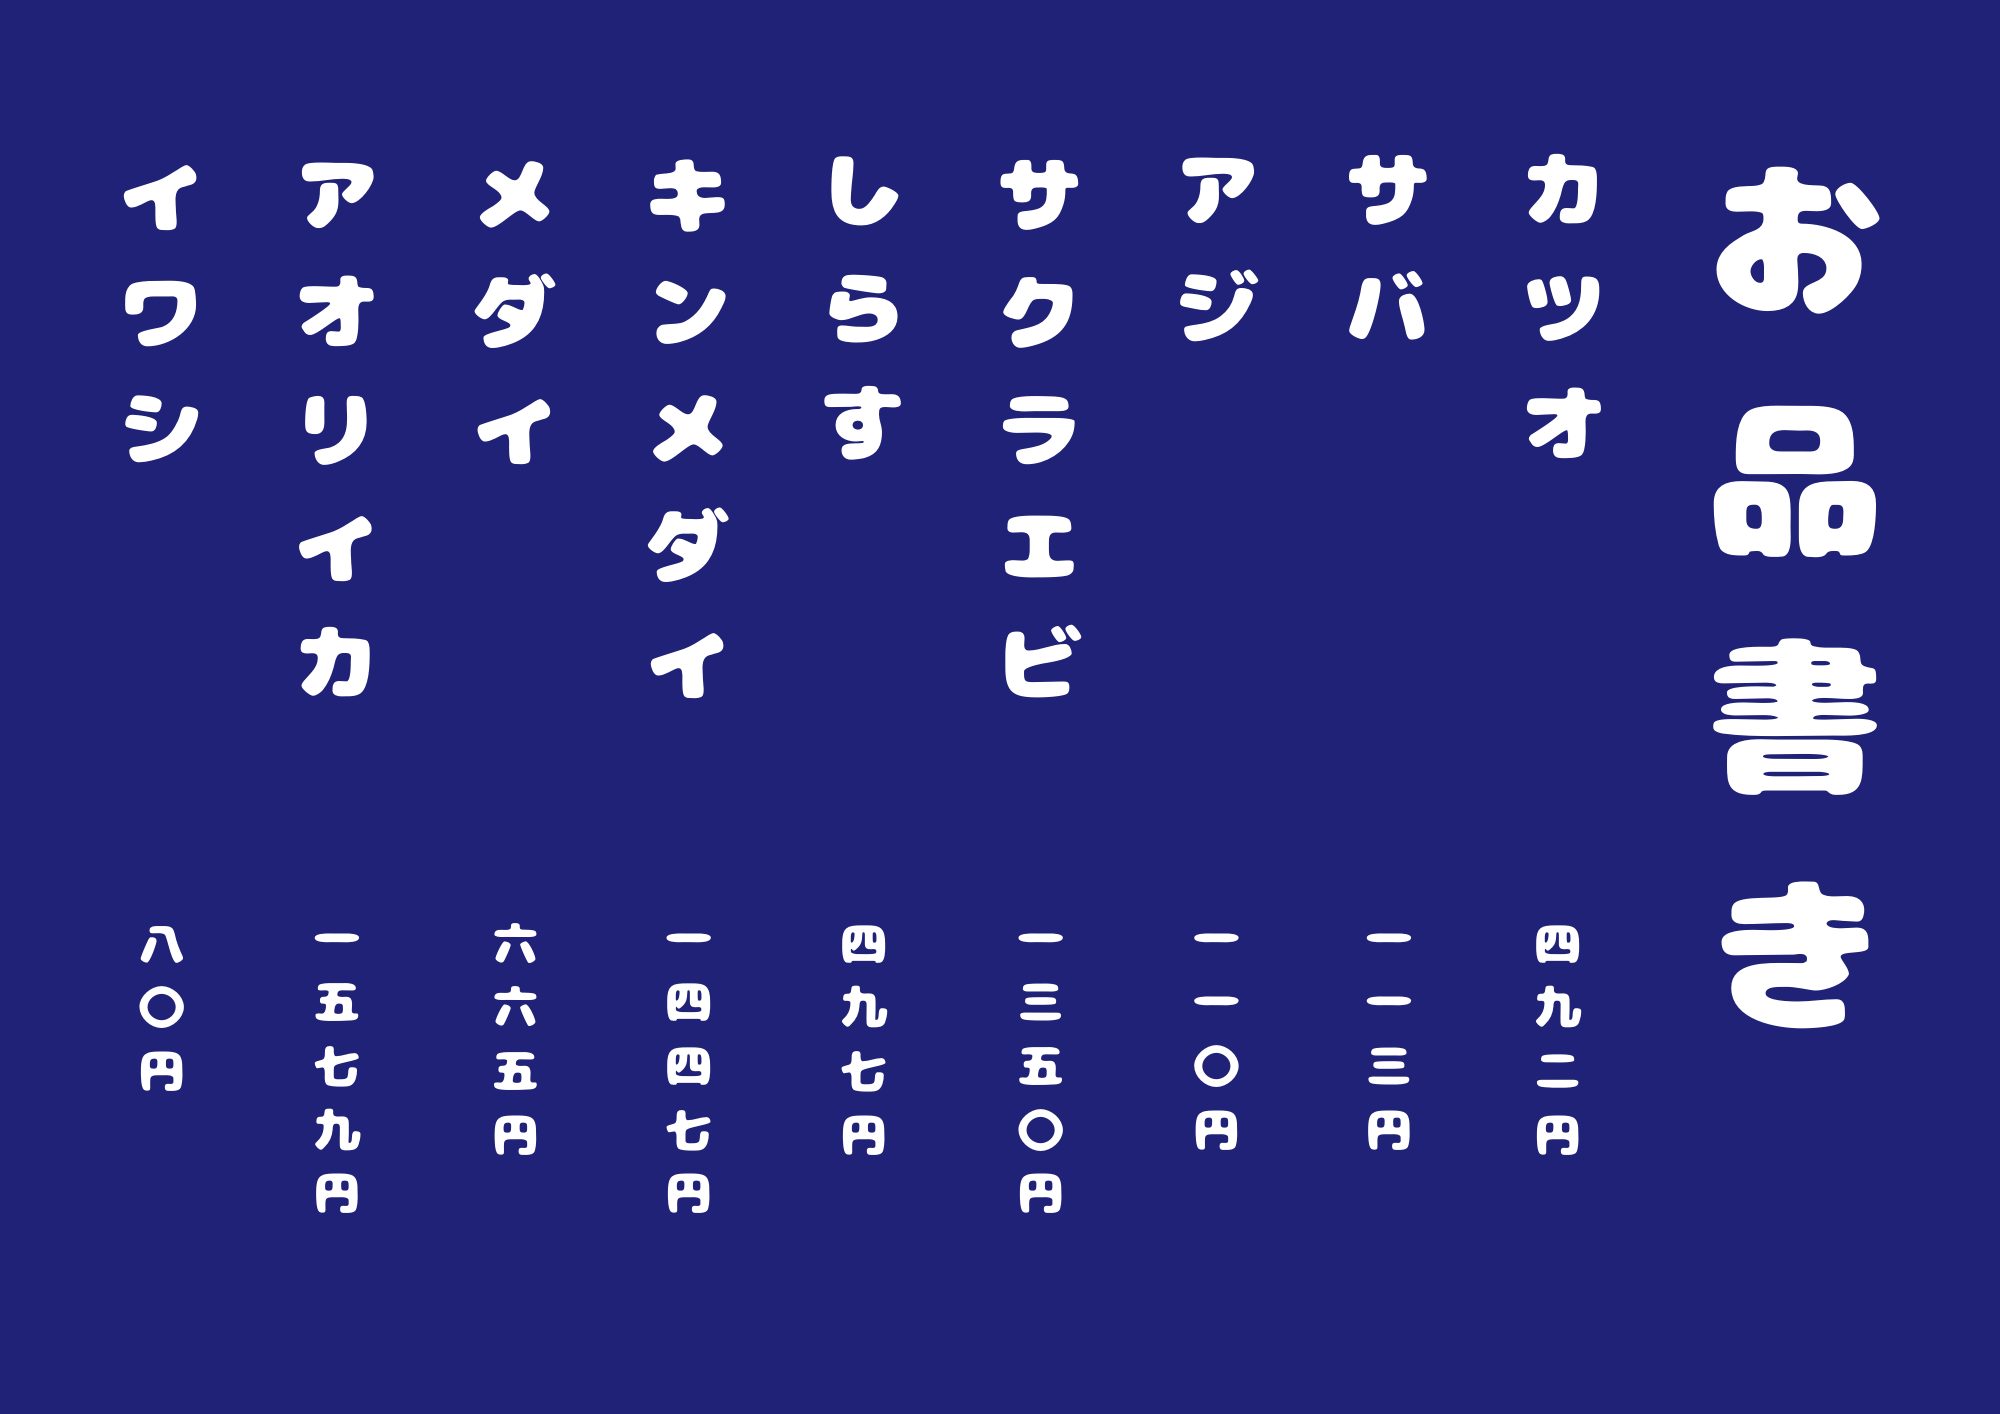 お品書き
カツオ 四九二円
サバ 一一三円
アジ 一一〇円
サクラエビ 一三五〇円
しらす 四九七円
キンメダイ 一四四七円
メダイ 六六五円
アオリイカ 一五七九円
イワシ 八〇円